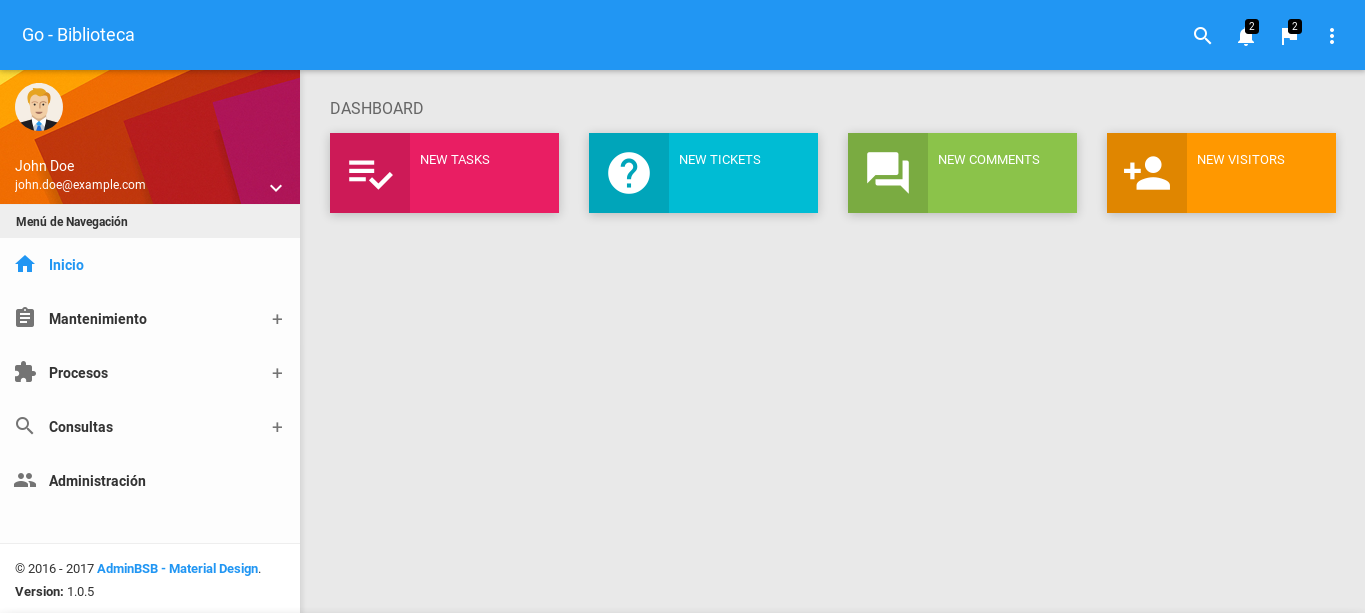 Go - Biblioteca
2
2
John Doe
john.doe@example.com
Menú de Navegación
Inicio
Mantenimiento +
Procesos +
Consultas +
Administración
© 2016 - 2017 AdminBSB - Material Design.
Version: 1.0.5
DASHBOARD
NEW TASKS
NEW TICKETS
NEW COMMENTS
NEW VISITORS